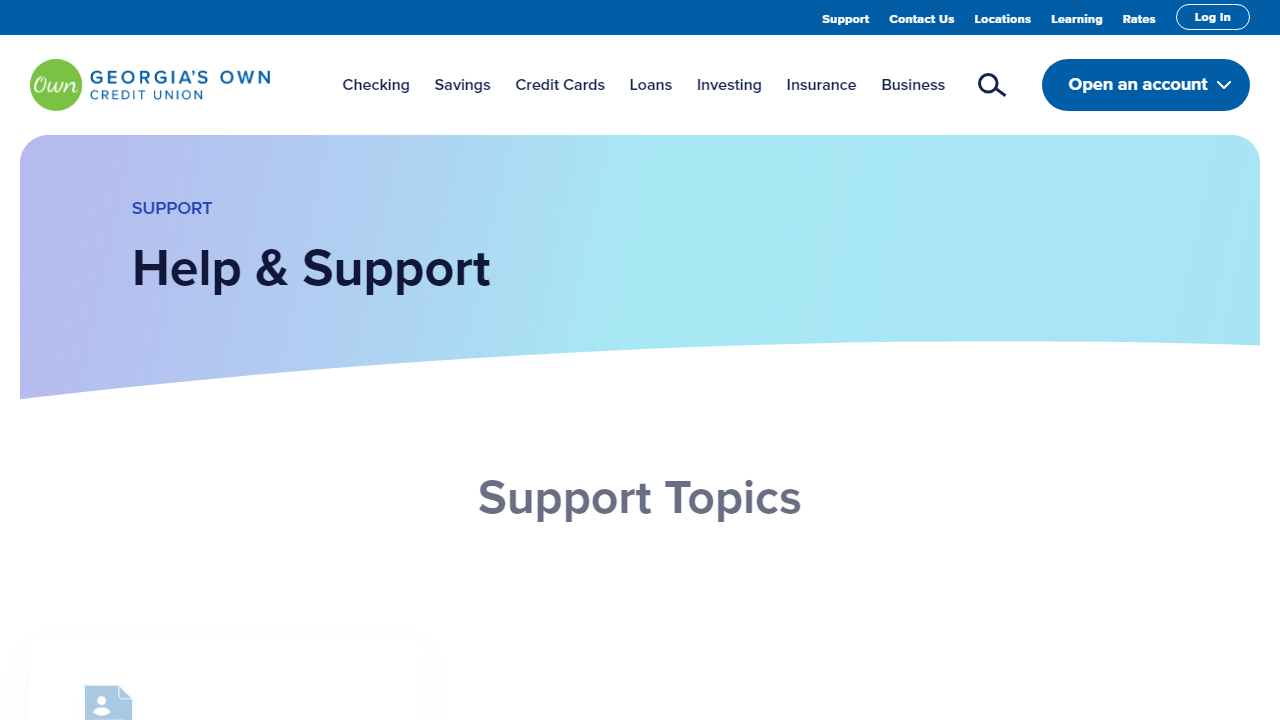 Support Contact Us Locations Learning Rates Log In
Own GEORGIA'S OWN
CREDIT UNION
Checking Savings Credit Cards Loans Investing Insurance Business
Open an account
SUPPORT
Help & Support
Support Topics